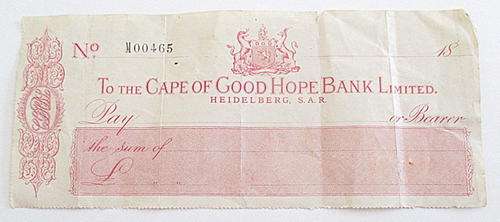 No. M00465 18
TO THE CAPE OF GOOD HOPE BANK LIMITED.
HEIDELBERG, S.A.R.
Pay or Bearer
the sum of
£